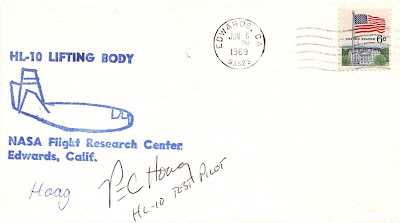 HL-10 LIFTING BODY
NASA Flight Research Center
Edwards, Calif.
Hoag
P C Hoag
HL-10 TEST PILOT
EDWARDS, CA
JUN 6
PM
1969
93523
6c